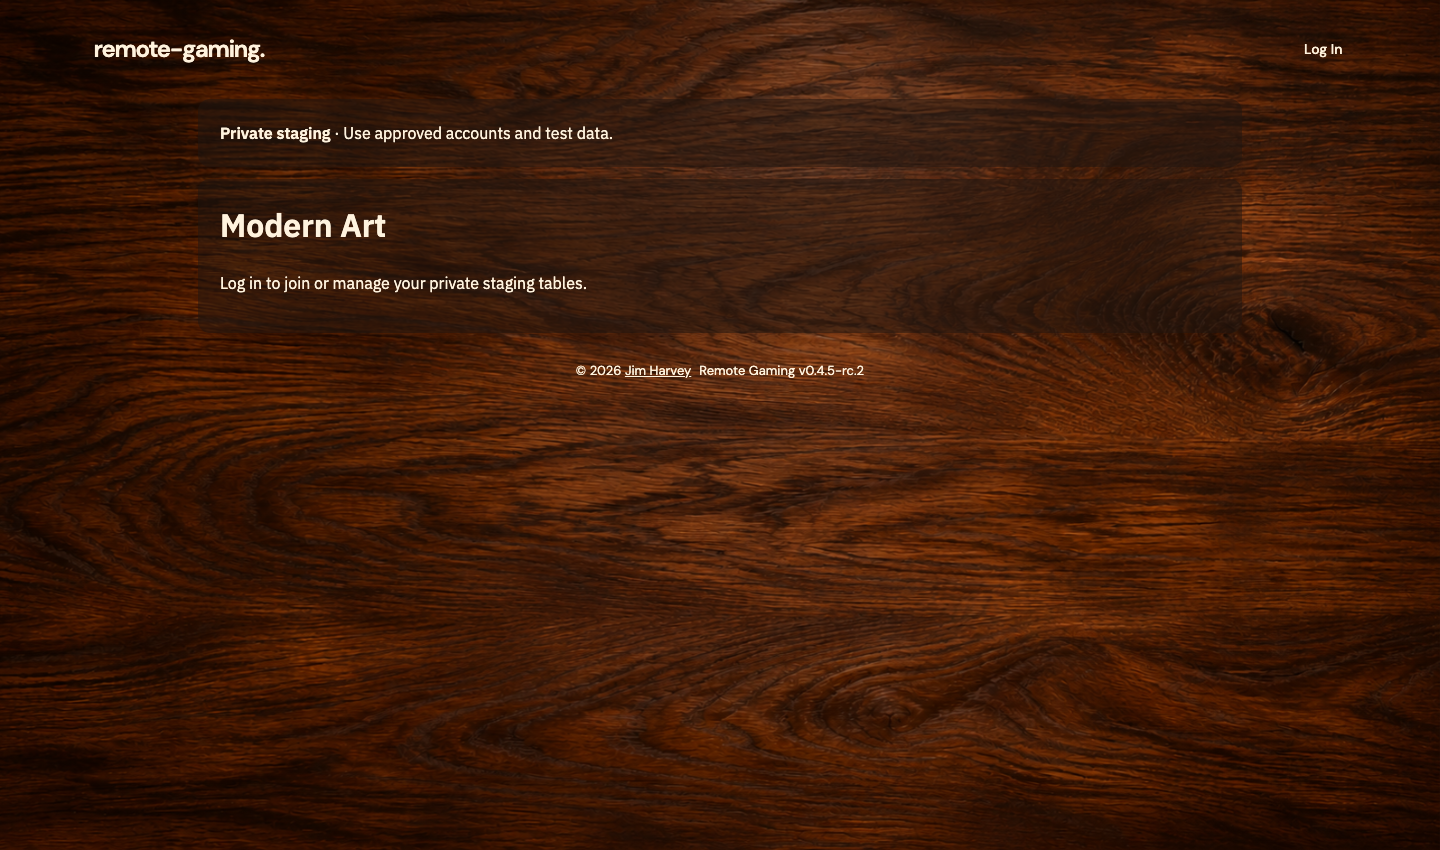 remote-gaming.
Log In
Private staging · Use approved accounts and test data.
Modern Art
Log in to join or manage your private staging tables.
© 2026 Jim Harvey Remote Gaming v0.4.5-rc.2